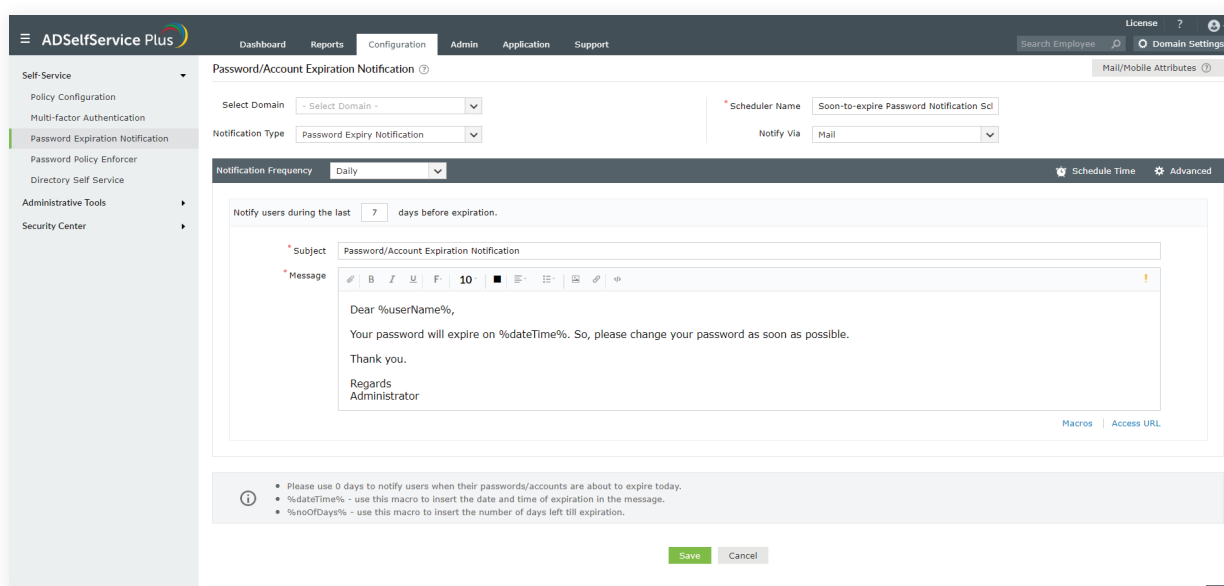 License ?
ADSelfService Plus
Dashboard Reports Configuration Admin Application Support
Search Employee Domain Settings
Self-Service
Policy Configuration
Multi-factor Authentication
Password Expiration Notification
Password Policy Enforcer
Directory Self Service
Administrative Tools
Security Center
Password/Account Expiration Notification ?
Mail/Mobile Attributes ?
Select Domain - Select Domain -
* Scheduler Name Soon-to-expire Password Notification Scl
Notification Type Password Expiry Notification
Notify Via Mail
Notification Frequency Daily
Schedule Time Advanced
Notify users during the last 7 days before expiration.
* Subject Password/Account Expiration Notification
* Message
B I U F 10 !
Dear %userName%,
Your password will expire on %dateTime%. So, please change your password as soon as possible.
Thank you.
Regards
Administrator
Macros | Access URL
• Please use 0 days to notify users when their passwords/accounts are about to expire today.
• %dateTime% - use this macro to insert the date and time of expiration in the message.
• %noOfDays% - use this macro to insert the number of days left till expiration.
Save Cancel